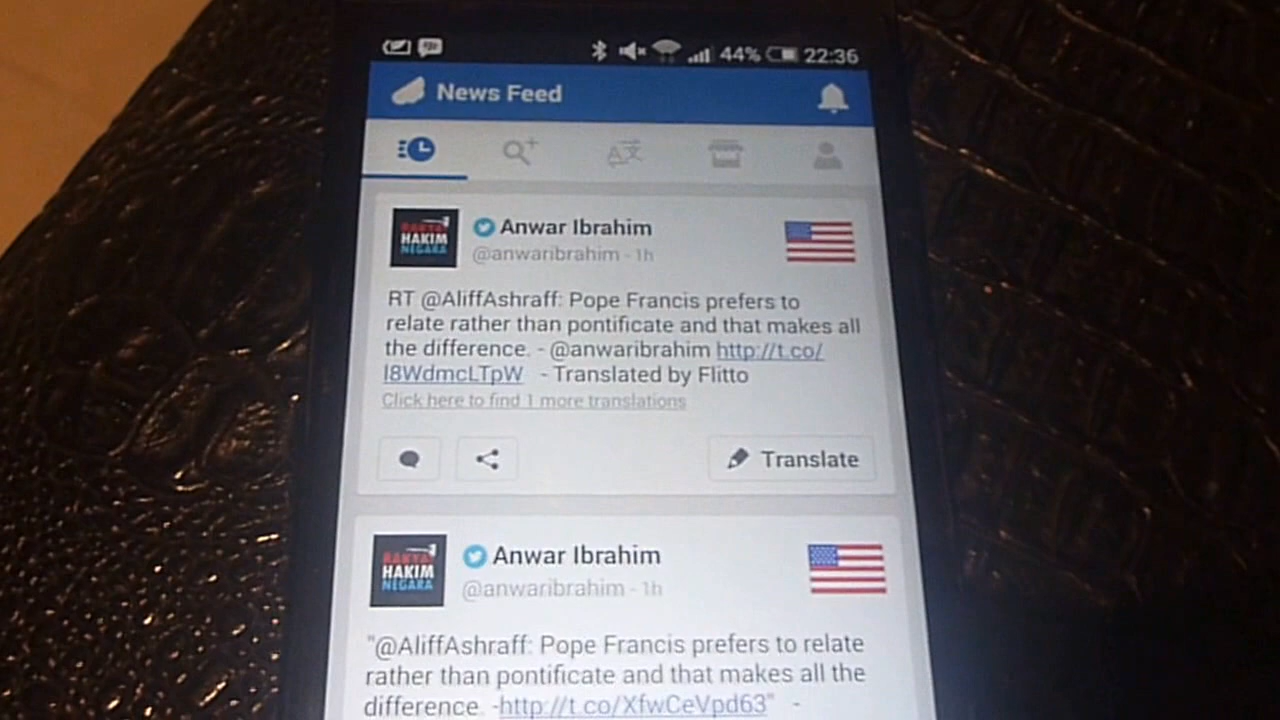 44% 22:36
News Feed
RAKYAT
HAKIM
NEGARA
Anwar Ibrahim
@anwaribrahim - 1h
RT @AliffAshraff: Pope Francis prefers to
relate rather than pontificate and that makes all
the difference. - @anwaribrahim http://t.co/
l8WdmcLTpW - Translated by Flitto
Click here to find 1 more translations
Translate
RAKYAT
HAKIM
NEGARA
Anwar Ibrahim
@anwaribrahim - 1h
"@AliffAshraff: Pope Francis prefers to relate
rather than pontificate and that makes all the
difference. -http://t.co/XfwCeVpd63" -